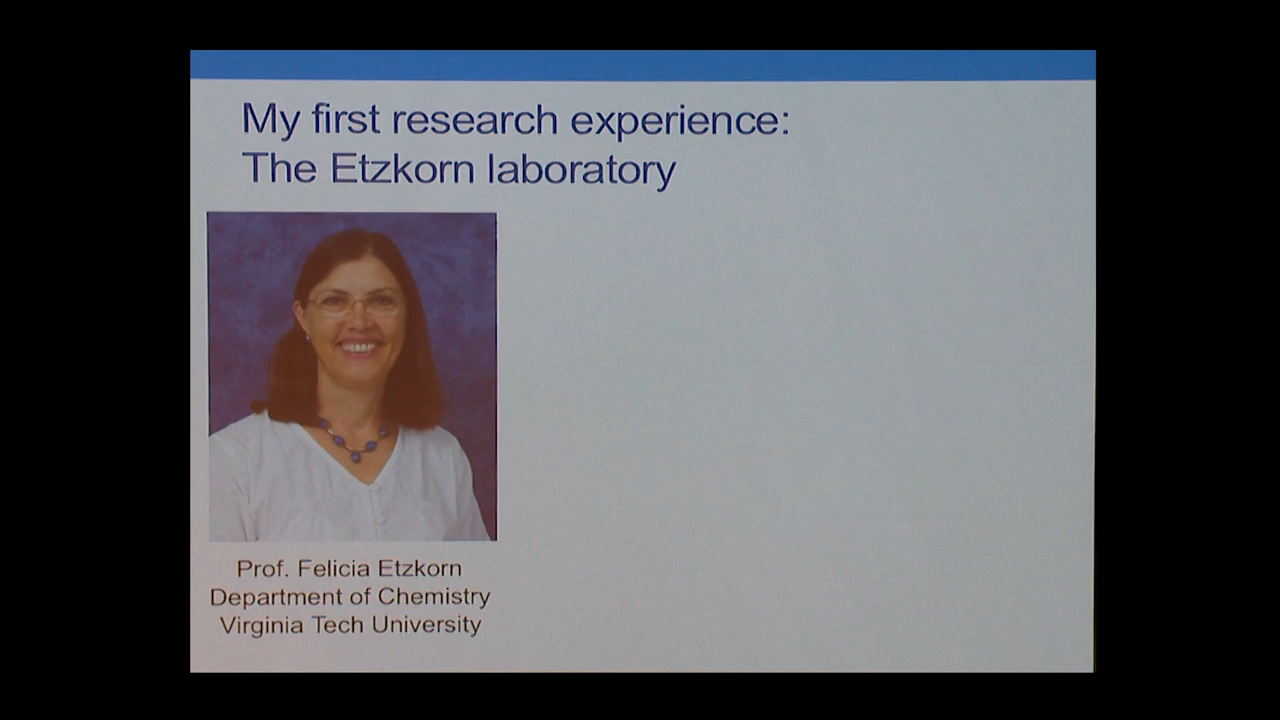 My first research experience:
The Etzkorn laboratory
Prof. Felicia Etzkorn
Department of Chemistry
Virginia Tech University